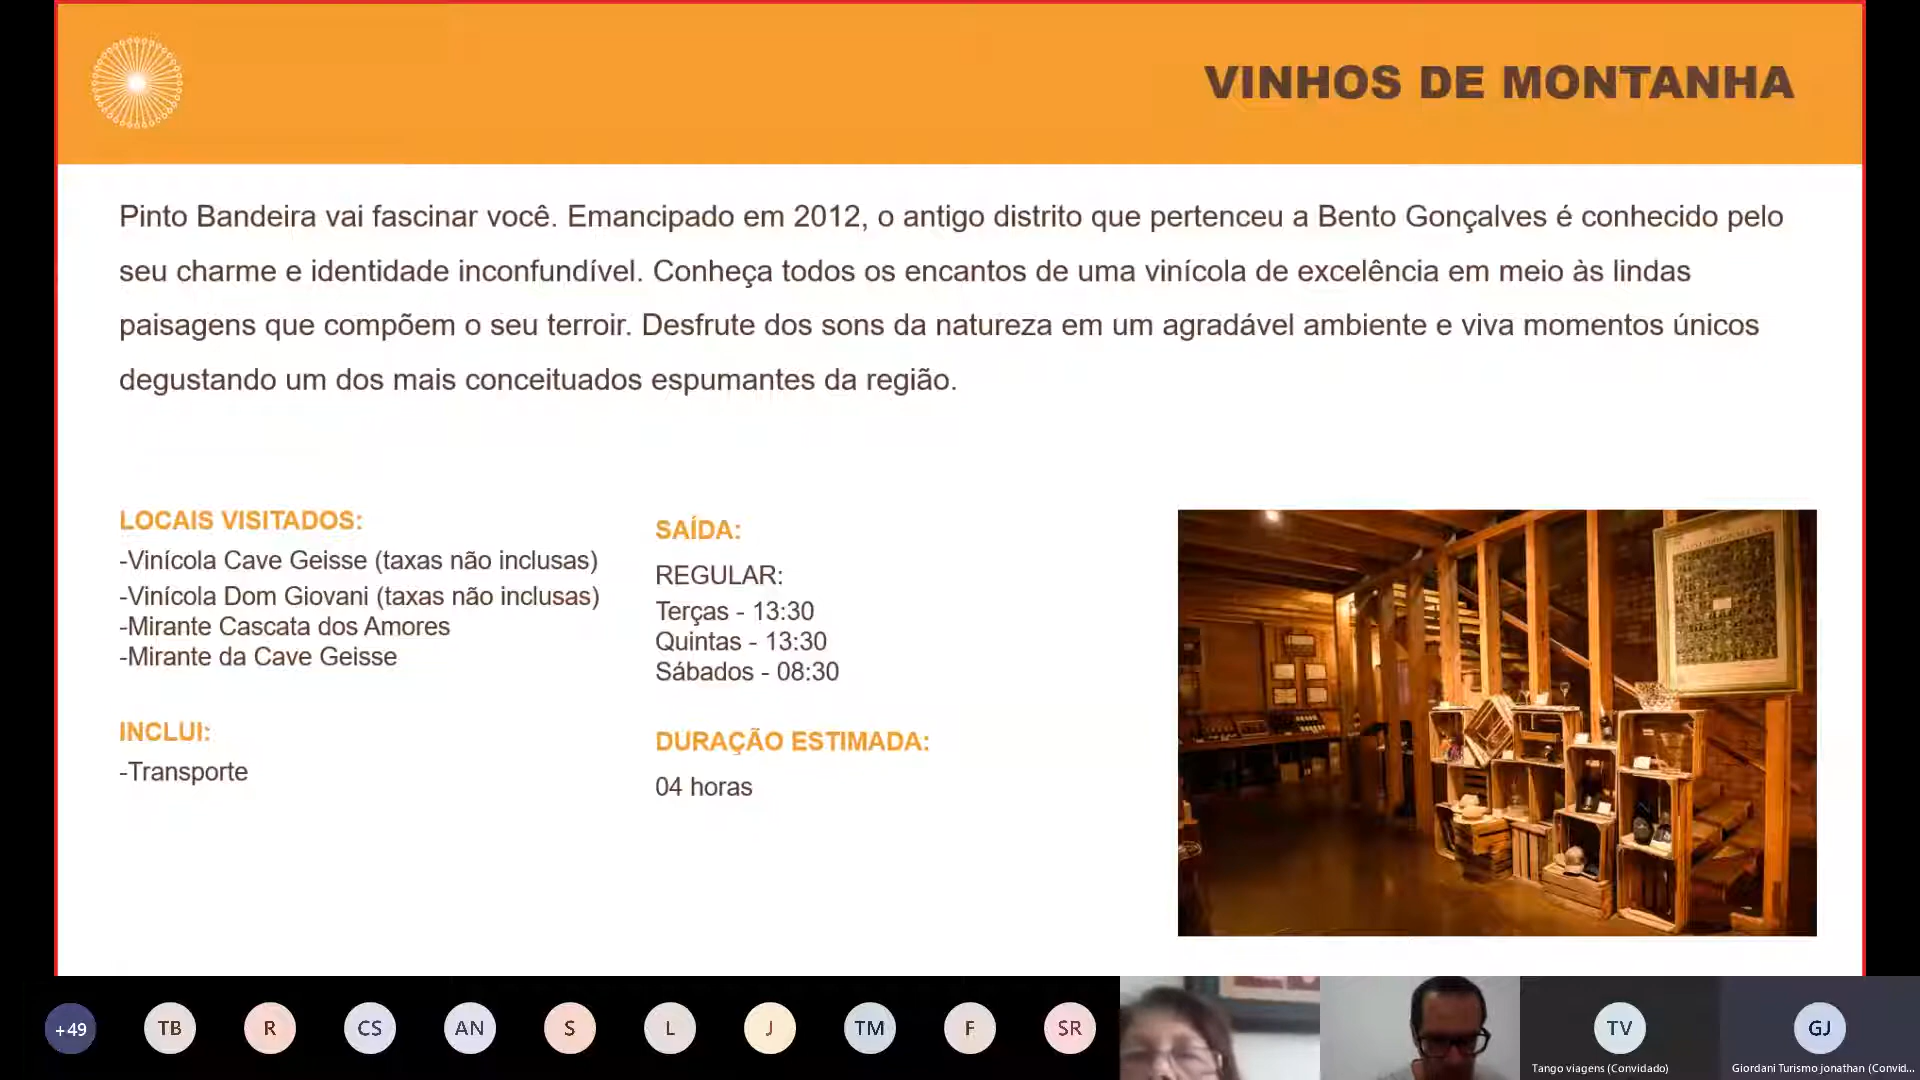 VINHOS DE MONTANHA
Pinto Bandeira vai fascinar você. Emancipado em 2012, o antigo distrito que pertenceu a Bento Gonçalves é conhecido pelo
seu charme e identidade inconfundível. Conheça todos os encantos de uma vinícola de excelência em meio às lindas
paisagens que compõem o seu terroir. Desfrute dos sons da natureza em um agradável ambiente e viva momentos únicos
degustando um dos mais conceituados espumantes da região.
LOCAIS VISITADOS:
-Vinícola Cave Geisse (taxas não inclusas)
-Vinícola Dom Giovani (taxas não inclusas)
-Mirante Cascata dos Amores
-Mirante da Cave Geisse
INCLUI:
-Transporte
SAÍDA:
REGULAR:
Terças - 13:30
Quintas - 13:30
Sábados - 08:30
DURAÇÃO ESTIMADA:
04 horas
+49
TB
R
CS
AN
S
L
J
TM
F
SR
TV
Tango viagens (Convidado)
GJ
Giordani Turismo jonathan (Convid...